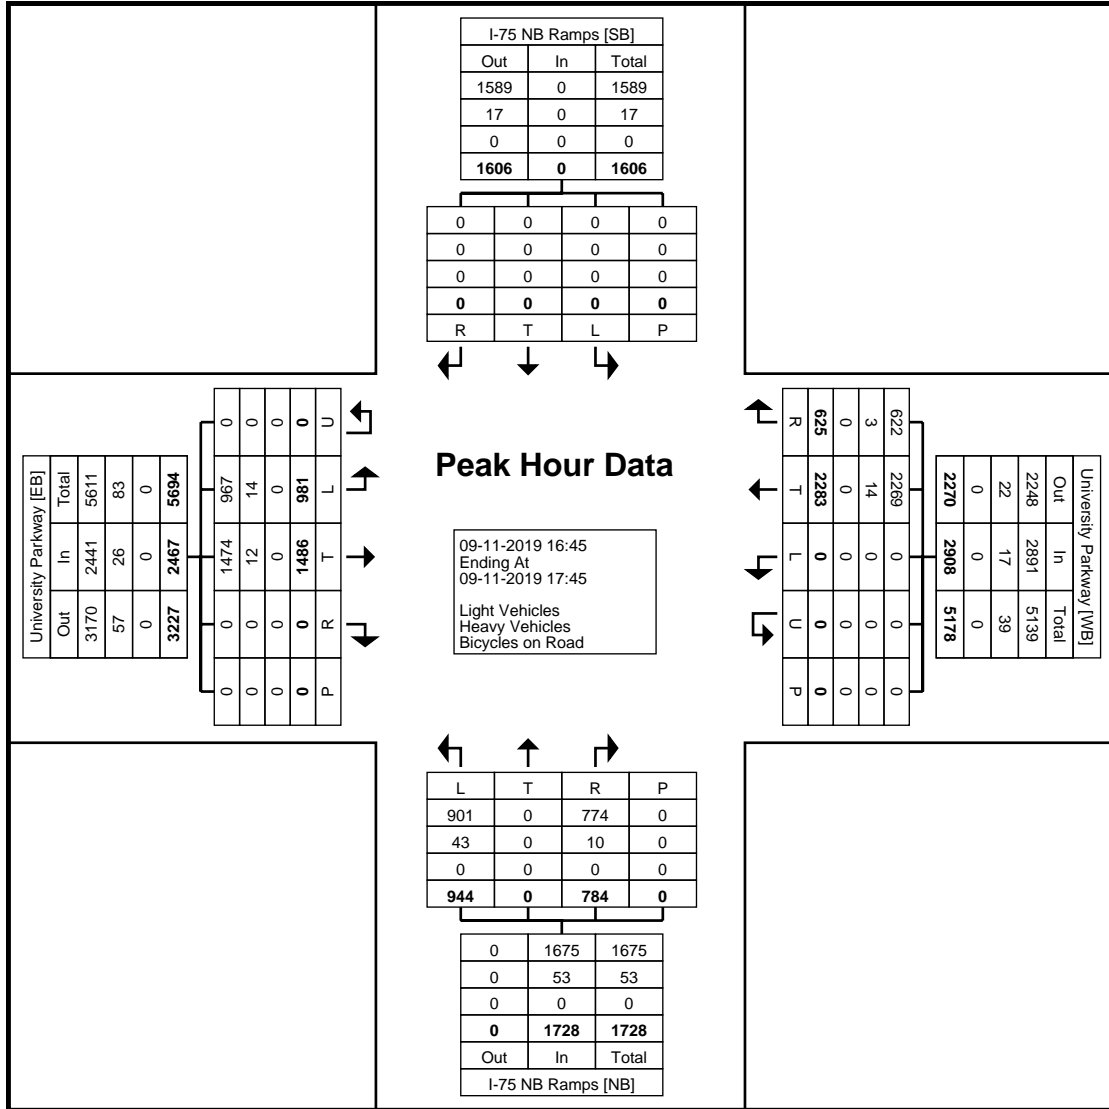 I-75 NB Ramps [SB]
Out In Total
1589 0 1589
17 0 17
0 0 0
1606 0 1606
0 0 0 0
0 0 0 0
0 0 0 0
0 0 0 0
R T L P
Peak Hour Data
09-11-2019 16:45
Ending At
09-11-2019 17:45
Light Vehicles
Heavy Vehicles
Bicycles on Road
University Parkway [EB]
Out In Total
3170 2441 5611
57 26 83
0 0 0
3227 2467 5694
0 0 1474 967 0
0 0 12 14 0
0 0 0 0 0
0 0 1486 981 0
P R T L U
University Parkway [WB]
Out In Total
2248 2891 5139
22 17 39
0 0 0
2270 2908 5178
622 2269 0 0 0
3 14 0 0 0
0 0 0 0 0
625 2283 0 0 0
R T L U P
L T R P
901 0 774 0
43 0 10 0
0 0 0 0
944 0 784 0
0 1675 1675
0 53 53
0 0 0
0 1728 1728
Out In Total
I-75 NB Ramps [NB]